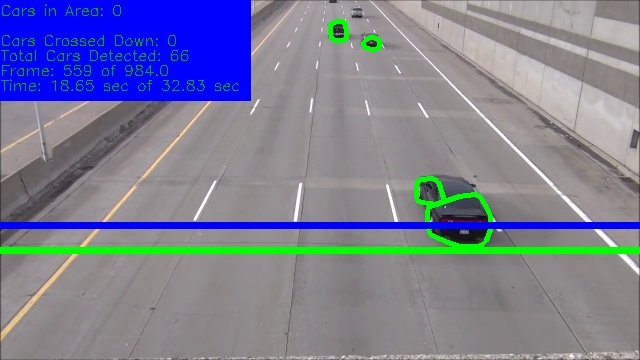 Cars in Area: 0
Cars Crossed Down: 0
Total Cars Detected: 66
Frame: 559 of 984.0
Time: 18.65 sec of 32.83 sec